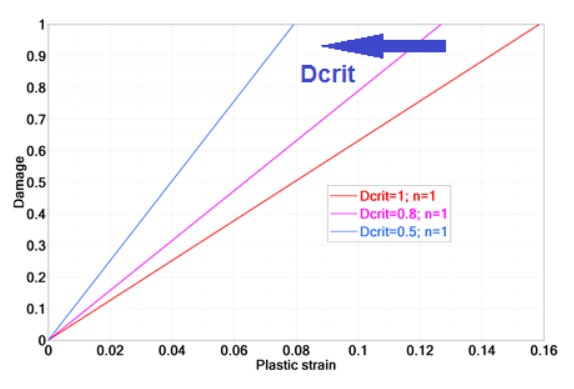 1
0.9
0.8
0.7
0.6
0.5
0.4
0.3
0.2
0.1
0
Damage
Dcrit
Dcrit=1; n=1
Dcrit=0.8; n=1
Dcrit=0.5; n=1
0 0.02 0.04 0.06 0.08 0.1 0.12 0.14 0.16
Plastic strain